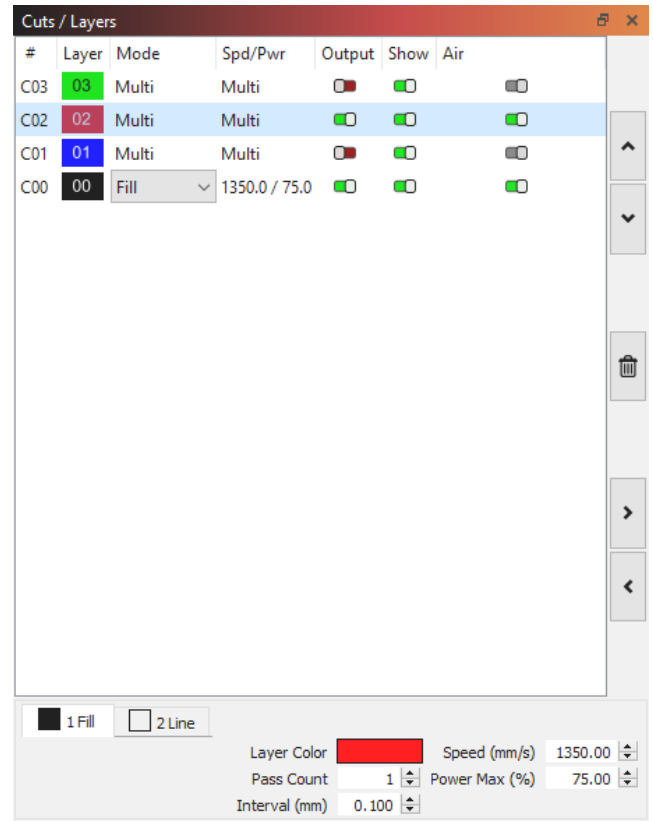 Cuts / Layers
# Layer Mode Spd/Pwr Output Show Air
C03 03 Multi Multi
C02 02 Multi Multi
C01 01 Multi Multi
C00 00 Fill 1350.0 / 75.0
1 Fill 2 Line
Layer Color Speed (mm/s) 1350.00
Pass Count 1 Power Max (%) 75.00
Interval (mm) 0.100